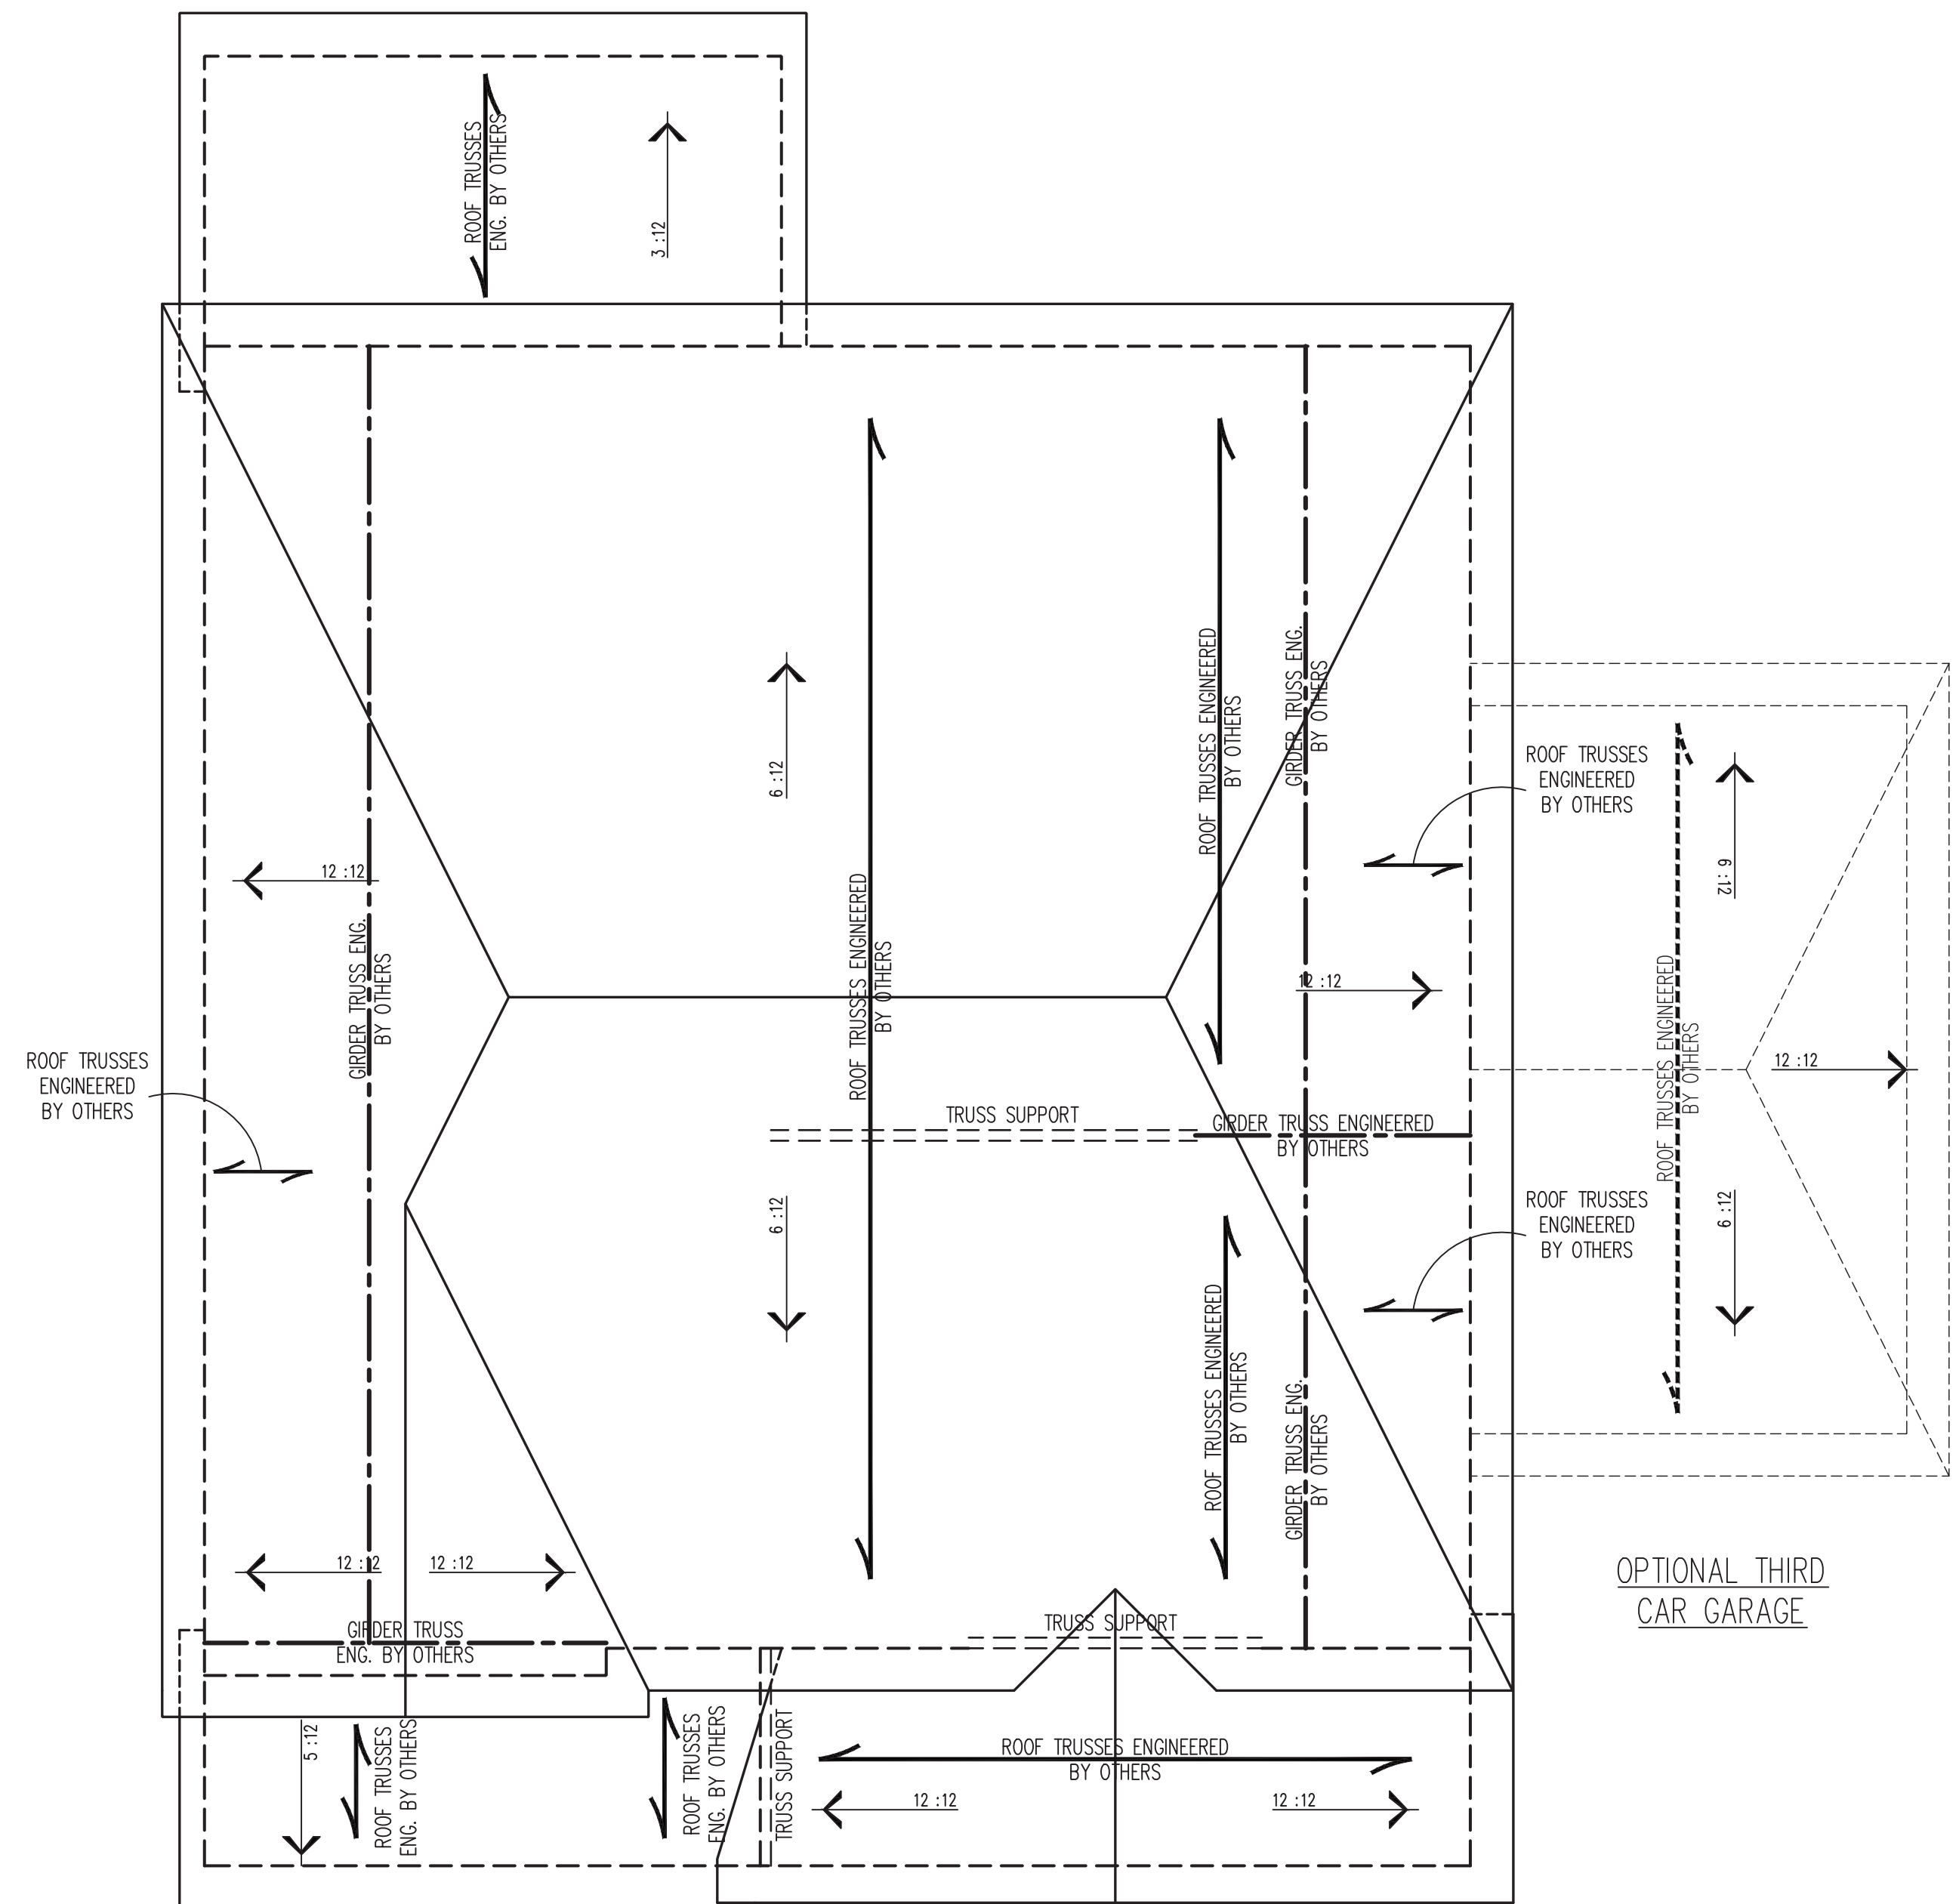 ROOF TRUSSES
ENG. BY OTHERS
3 :12
6 :12
ROOF TRUSSES ENGINEERED
BY OTHERS
GIRDER TRUSS ENG.
BY OTHERS
ROOF TRUSSES
ENGINEERED
BY OTHERS
6 :12
12 :12
GIRDER TRUSS ENG.
BY OTHERS
ROOF TRUSSES ENGINEERED
BY OTHERS
12 :12
ROOF TRUSSES ENGINEERED
BY OTHERS
12 :12
ROOF TRUSSES
ENGINEERED
BY OTHERS
TRUSS SUPPORT
GIRDER TRUSS ENGINEERED
BY OTHERS
6 :12
ROOF TRUSSES
ENGINEERED
BY OTHERS
6 :12
ROOF TRUSSES ENGINEERED
BY OTHERS
GIRDER TRUSS ENG.
BY OTHERS
12 :12
12 :12
OPTIONAL THIRD
CAR GARAGE
GIRDER TRUSS
ENG. BY OTHERS
TRUSS SUPPORT
5 :12
ROOF TRUSSES
ENG. BY OTHERS
ROOF TRUSSES
ENG. BY OTHERS
TRUSS SUPPORT
ROOF TRUSSES ENGINEERED
BY OTHERS
12 :12
12 :12